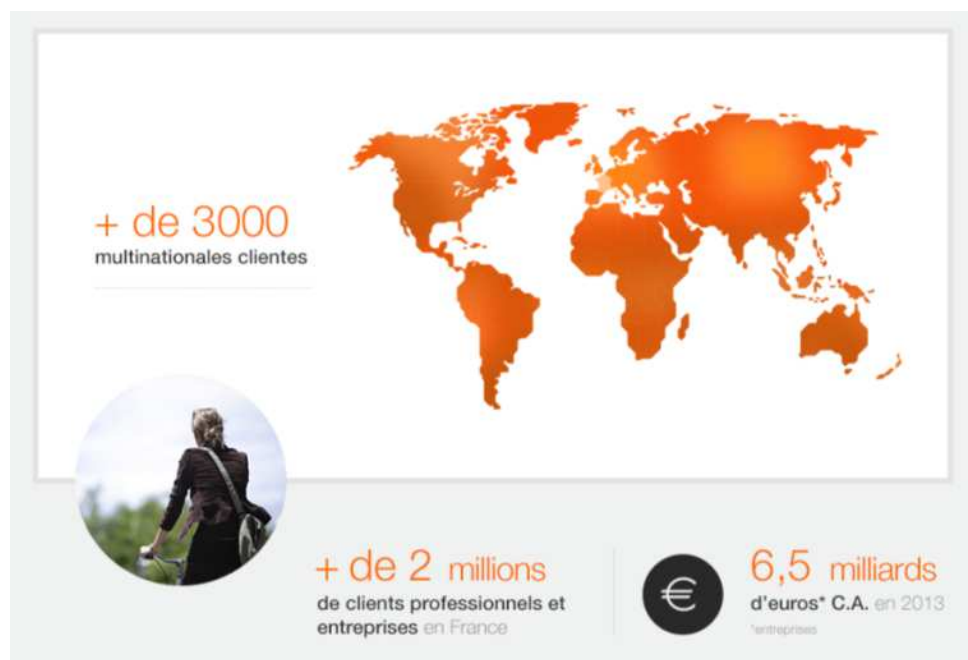 + de 3000
multinationales clientes
+ de 2 millions
de clients professionnels et
entreprises en France
€
6,5 milliards
d'euros* C.A. en 2013
*entreprises